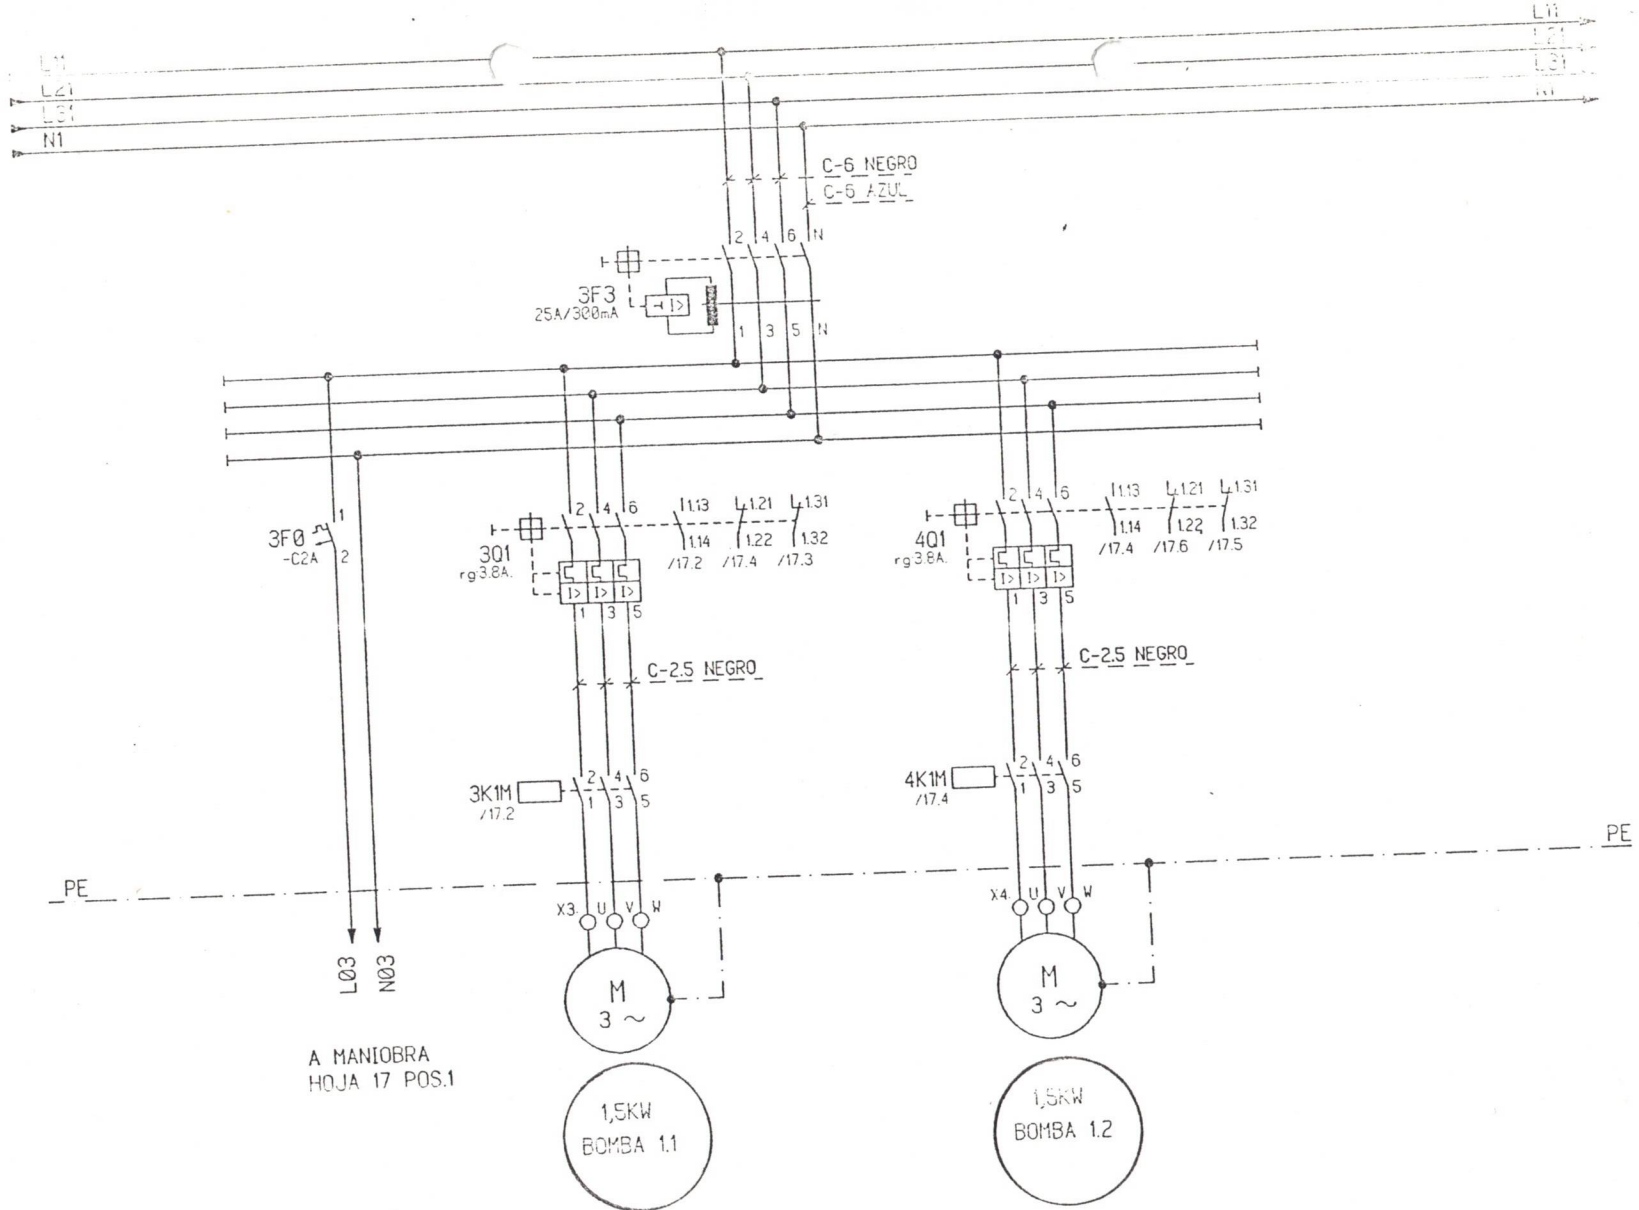 L11
L21
L31
N1
L11
L21
L31
N1
C-6 NEGRO
C-6 AZUL
2 4 6 N
3F3
25A/300mA
I>
1 3 5 N
3F0
-C2A
1
2
3Q1
rg3.8A.
2 4 6
1.13 1.21 1.31
1.14 1.22 1.32
/17.2 /17.4 /17.3
I> I> I>
1 3 5
4Q1
rg3.8A.
2 4 6
1.13 1.21 1.31
1.14 1.22 1.32
/17.4 /17.6 /17.5
I> I> I>
1 3 5
C-2.5 NEGRO
C-2.5 NEGRO
3K1M
/17.2
2 4 6
1 3 5
4K1M
/17.4
2 4 6
1 3 5
PE
PE
X3. U V W
X4. U V W
L03
N03
M
3 ~
M
3 ~
A MANIOBRA
HOJA 17 POS.1
1,5KW
BOMBA 1.1
1,5KW
BOMBA 1.2